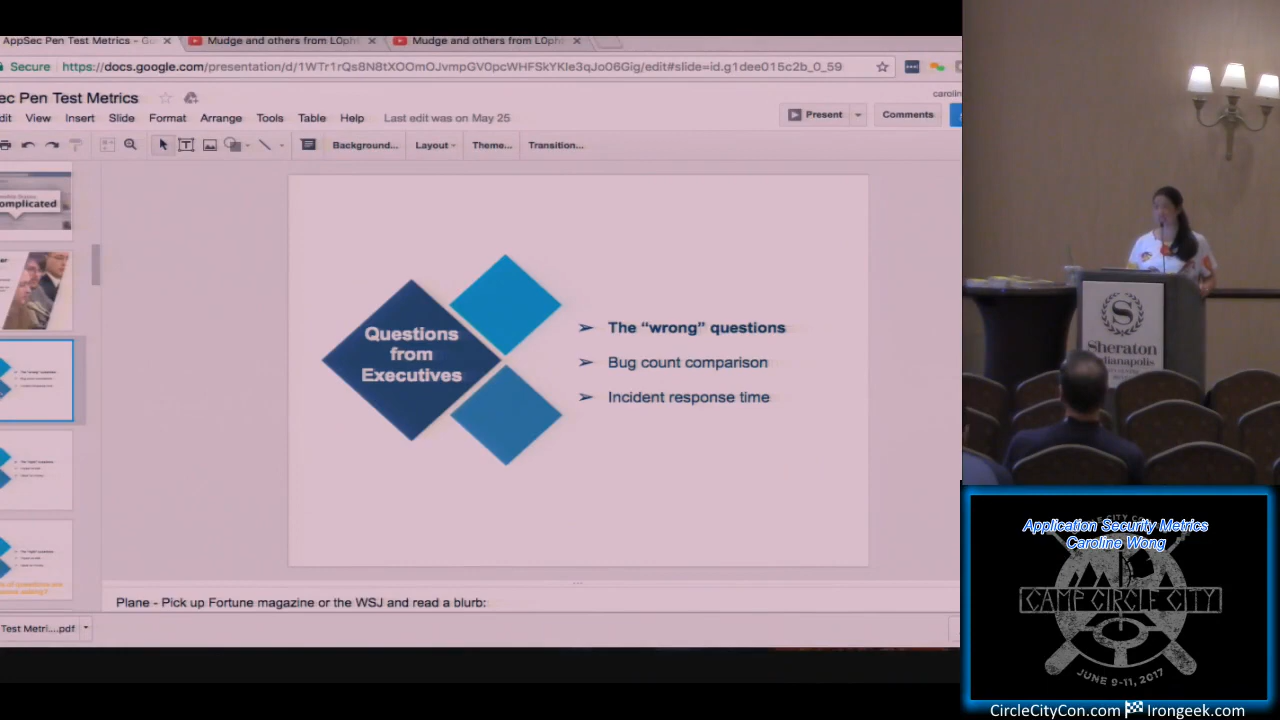 AppSec Pen Test Metrics - Go
Mudge and others from L0pht
Mudge and others from L0pht
Secure
https://docs.google.com/presentation/d/1WTr1rQs8N8tXOOmOJvmpGV0pcWHFSkYKIe3qJo06Gig/edit#slide=id.g1dee015c2b_0_59
ec Pen Test Metrics
carolin
dit View Insert Slide Format Arrange Tools Table Help Last edit was on May 25
Present
Comments
Background... Layout Theme... Transition...
omplicated
Questions
from
Executives
➢ The “wrong” questions
➢ Bug count comparison
➢ Incident response time
Plane - Pick up Fortune magazine or the WSJ and read a blurb:
Test Metri....pdf
S
Sheraton
Application Security Metrics
Caroline Wong
CAMP CIRCLE CITY
JUNE 9-11, 2017
CircleCityCon.com Irongeek.com